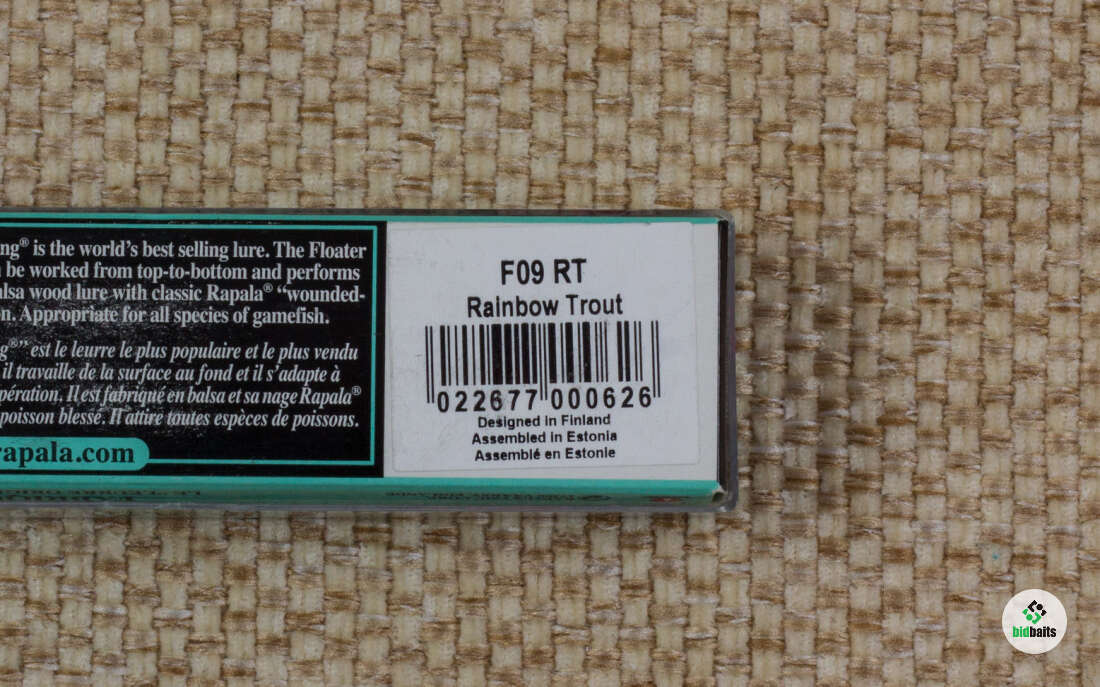 ng® is the world's best selling lure. The Floater
be worked from top-to-bottom and performs
alsa wood lure with classic Rapala® “wounded-
n. Appropriate for all species of gamefish.
ng®” est le leurre le plus populaire et le plus vendu
il travaille de la surface au fond et il s'adapte à
pération. Il est fabriqué en balsa et sa nage Rapala®
poisson blesse. Il attire toutes espèces de poissons.
rapala.com
F09 RT
Rainbow Trout
022677 000626
Designed in Finland
Assembled in Estonia
Assemblé en Estonie
bidbaits